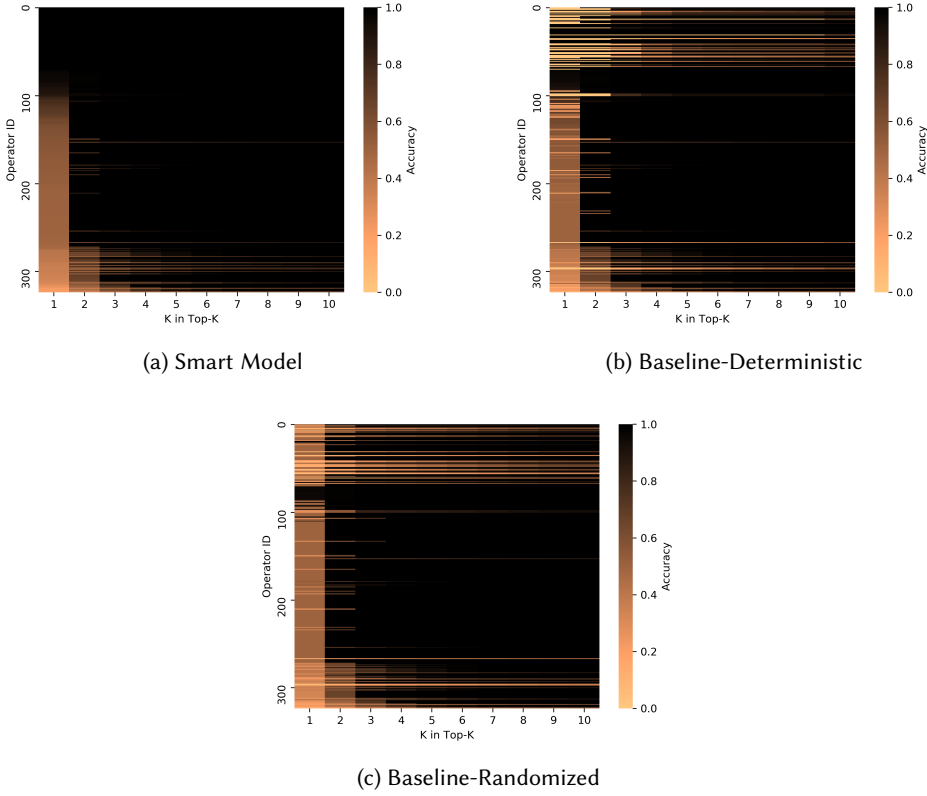 0
100
200
300
Operator ID
1 2 3 4 5 6 7 8 9 10
K in Top-K
1.0
0.8
0.6
0.4
0.2
0.0
Accuracy
(a) Smart Model
0
100
200
300
Operator ID
1 2 3 4 5 6 7 8 9 10
K in Top-K
1.0
0.8
0.6
0.4
0.2
0.0
Accuracy
(b) Baseline-Deterministic
0
100
200
300
Operator ID
1 2 3 4 5 6 7 8 9 10
K in Top-K
1.0
0.8
0.6
0.4
0.2
0.0
Accuracy
(c) Baseline-Randomized